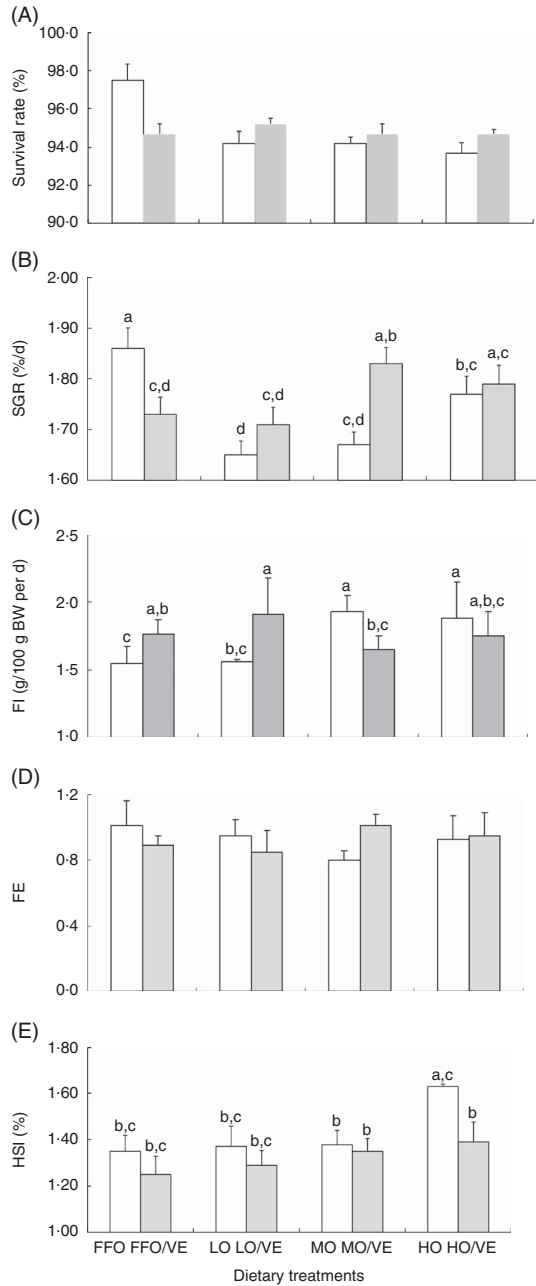 (A)
100·0
98·0
96·0
94·0
92·0
90·0
Survival rate (%)
(B)
2·00
1·90
1·80
1·70
1·60
SGR (%/d)
a
c,d
d
c,d
c,d
a,b
b,c
a,c
(C)
2·5
2·0
1·5
1·0
FI (g/100 g BW per d)
c
a,b
b,c
a
a
b,c
a
a,b,c
(D)
1·2
0·8
0·4
0·0
FE
(E)
1·80
1·60
1·40
1·20
1·00
HSI (%)
b,c
b,c
b,c
b,c
b
b
a,c
b
FFO FFO/VE LO LO/VE MO MO/VE HO HO/VE
Dietary treatments